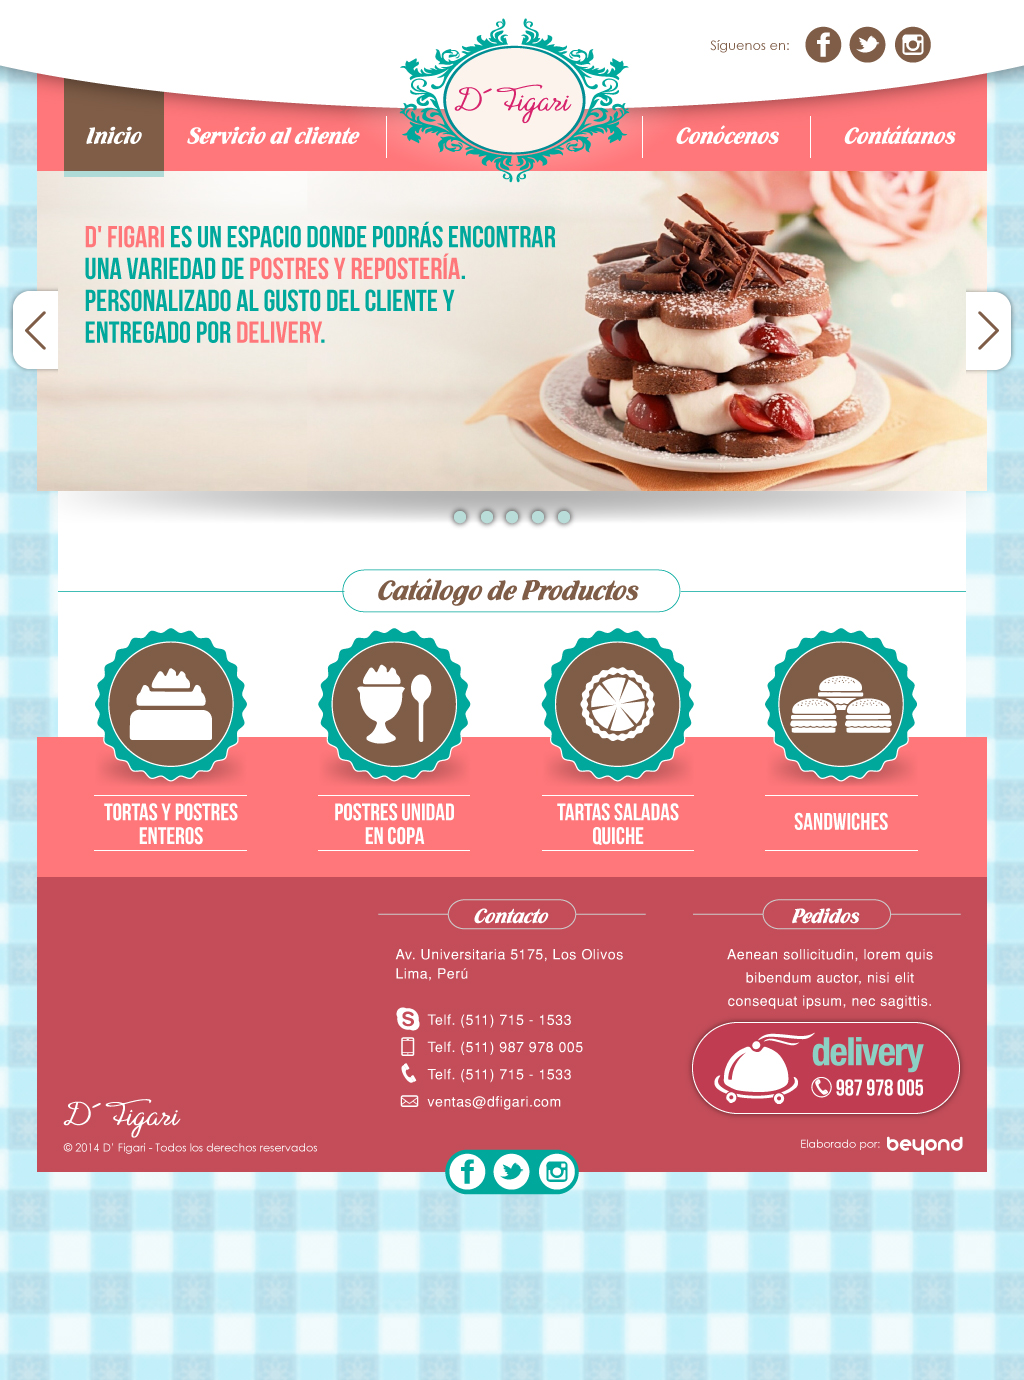 Síguenos en:
D´ Figari
Inicio
Servicio al cliente
Conócenos
Contátanos
D' FIGARI ES UN ESPACIO DONDE PODRÁS ENCONTRAR
UNA VARIEDAD DE POSTRES Y REPOSTERÍA.
PERSONALIZADO AL GUSTO DEL CLIENTE Y
ENTREGADO POR DELIVERY.
Catálogo de Productos
TORTAS Y POSTRES
ENTEROS
POSTRES UNIDAD
EN COPA
TARTAS SALADAS
QUICHE
SANDWICHES
Contacto
Av. Universitaria 5175, Los Olivos
Lima, Perú
Telf. (511) 715 - 1533
Telf. (511) 987 978 005
Telf. (511) 715 - 1533
ventas@dfigari.com
Pedidos
Aenean sollicitudin, lorem quis
bibendum auctor, nisi elit
consequat ipsum, nec sagittis.
delivery
987 978 005
D´ Figari
© 2014 D' Figari - Todos los derechos reservados
Elaborado por: beyond